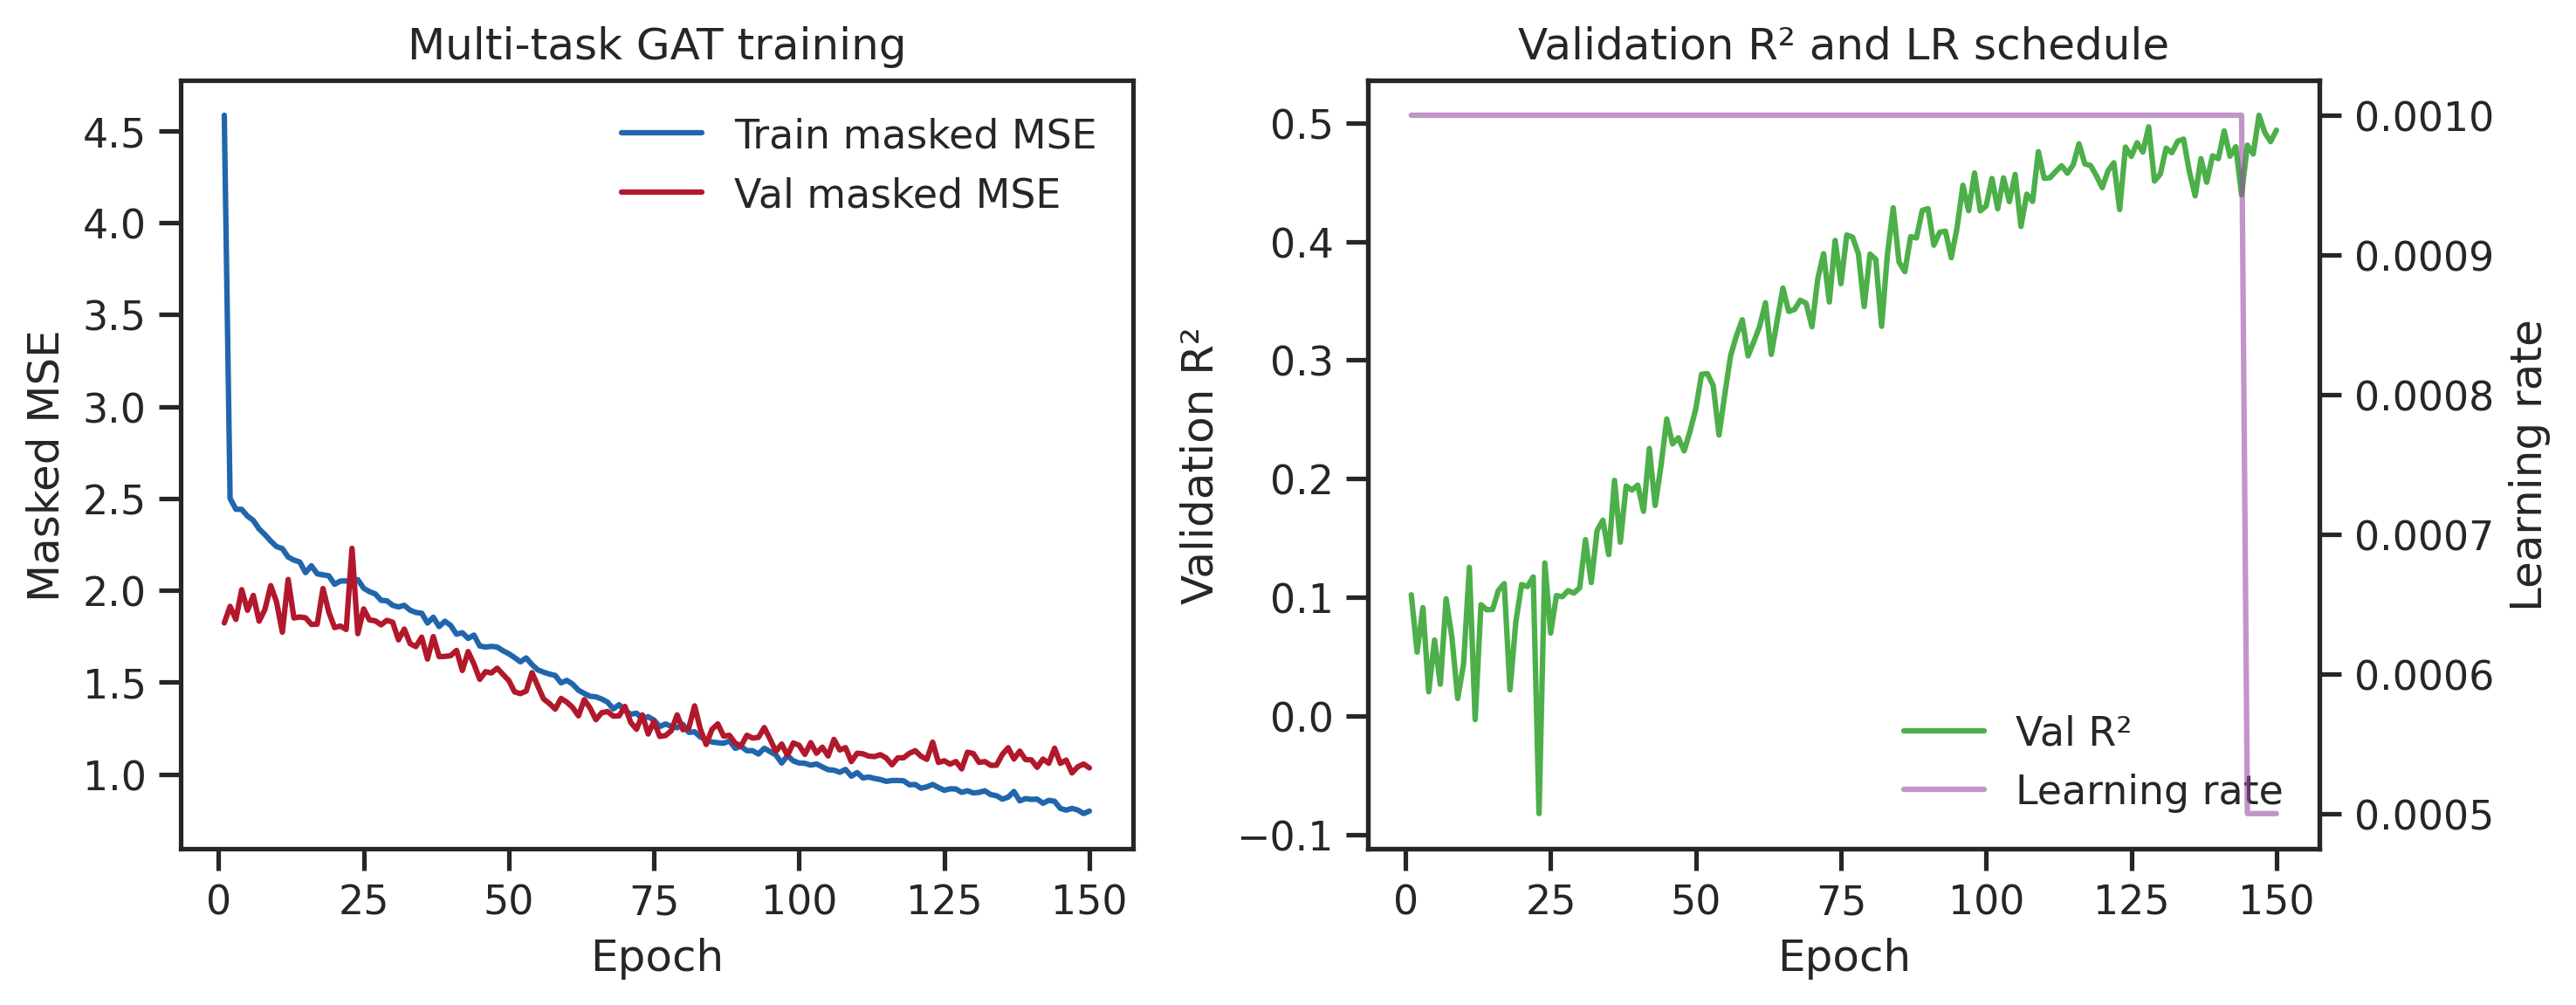 Multi-task GAT training
Train masked MSE
Val masked MSE
4.5
4.0
3.5
3.0
2.5
2.0
1.5
1.0
Masked MSE
0 25 50 75 100 125 150
Epoch
Validation R² and LR schedule
0.5
0.4
0.3
0.2
0.1
0.0
−0.1
Validation R²
Val R²
Learning rate
0.0010
0.0009
0.0008
0.0007
0.0006
0.0005
Learning rate
0 25 50 75 100 125 150
Epoch